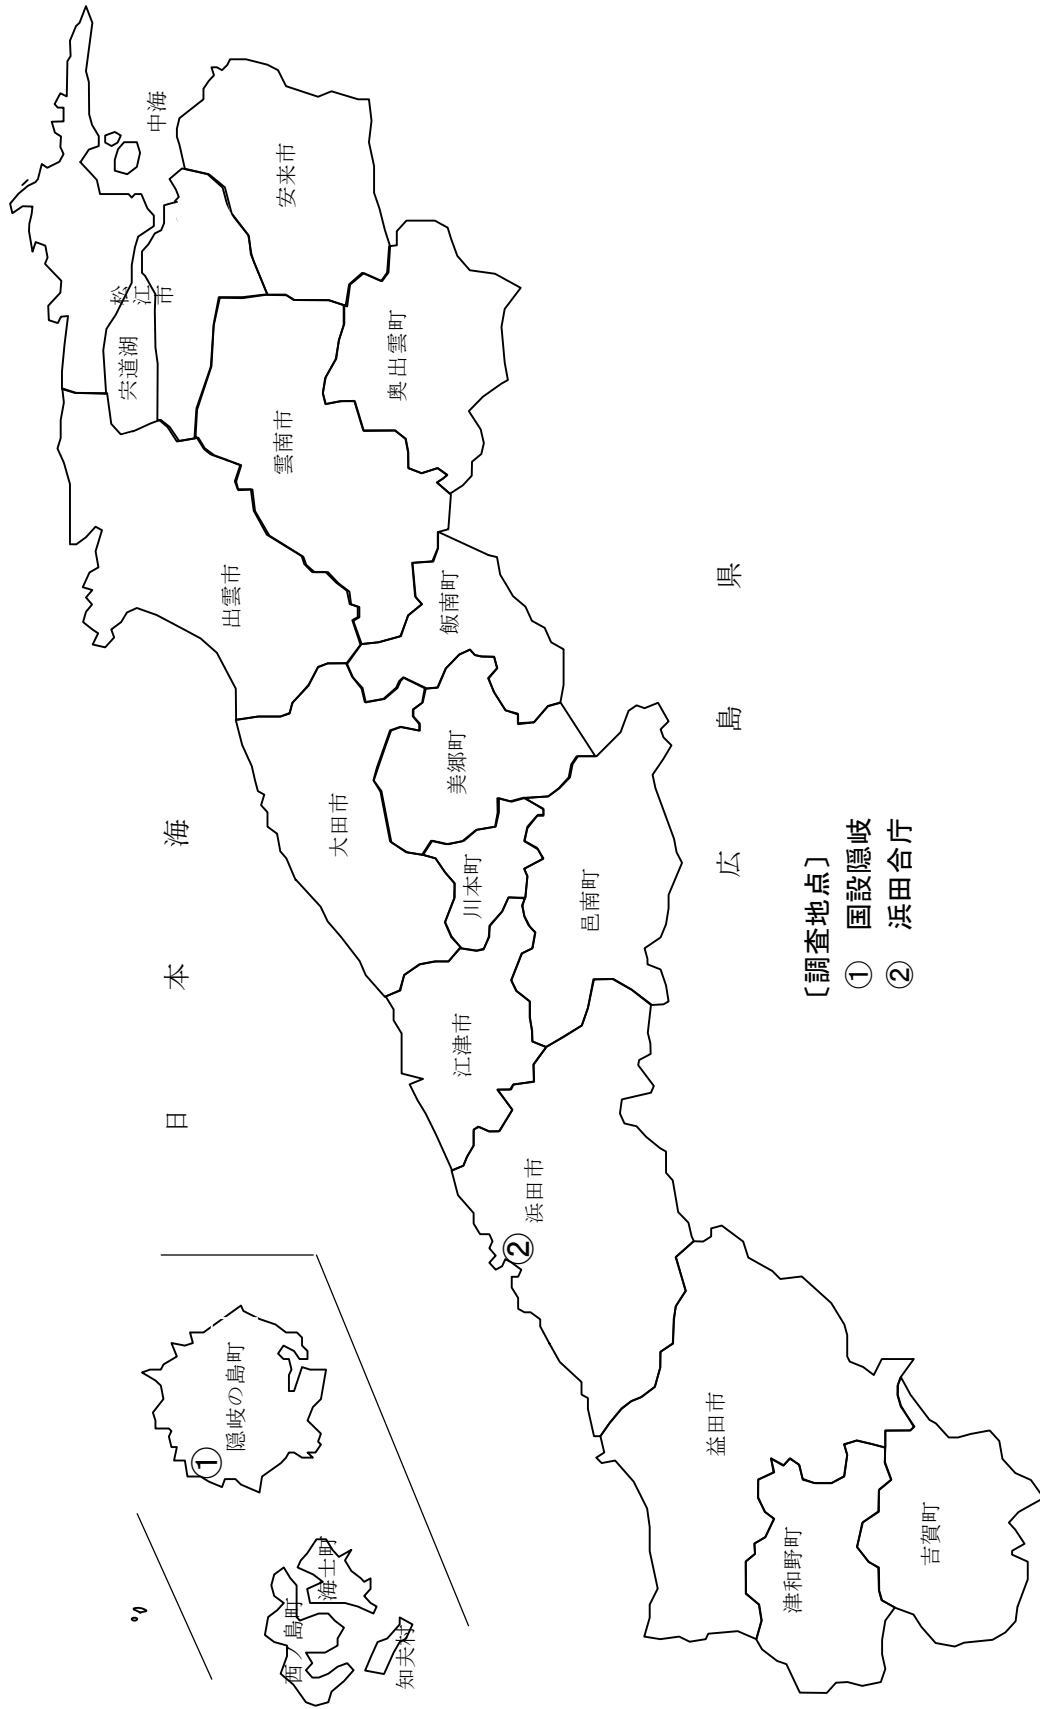 中海
安来市
松江市
宍道湖
奥出雲町
雲南市
出雲市
飯南町
美郷町
大田市
川本町
邑南町
江津市
浜田市
②
益田市
津和野町
吉賀町
日本海
広島県
隠岐の島町
①
海士町
西ノ島町
知夫村
〔調査地点〕
① 国設隠岐
② 浜田合庁